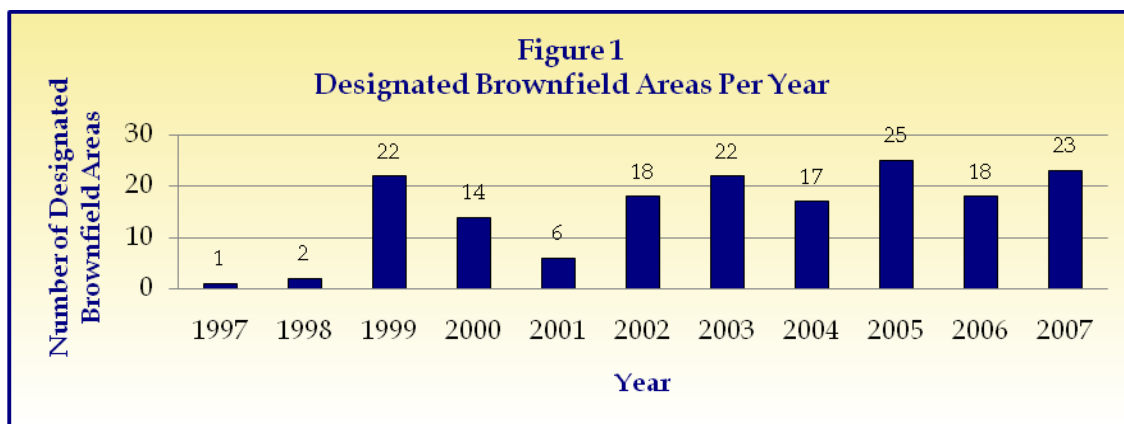 Figure 1
Designated Brownfield Areas Per Year
Number of Designated
Brownfield Areas
30
20
10
0
1
2
22
14
6
18
22
17
25
18
23
1997 1998 1999 2000 2001 2002 2003 2004 2005 2006 2007
Year